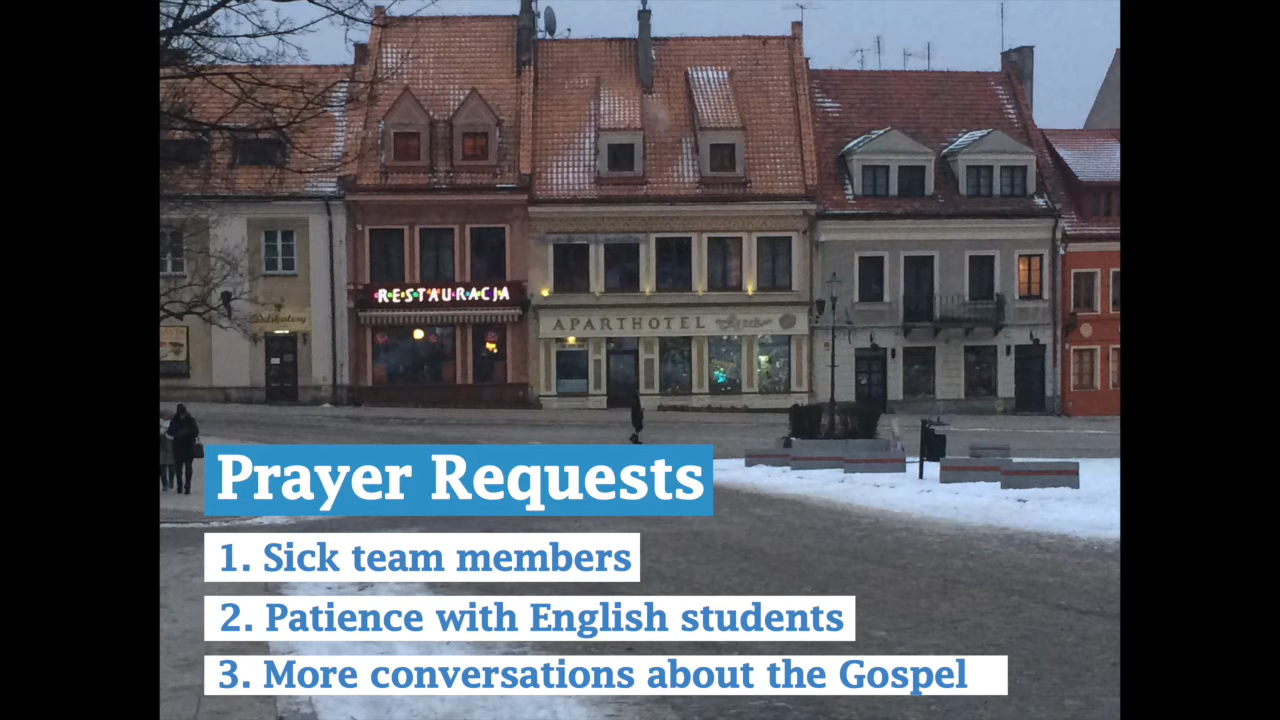 RESTAURACJA
Delikatesy
APARTHOTEL
Prayer Requests
1. Sick team members
2. Patience with English students
3. More conversations about the Gospel